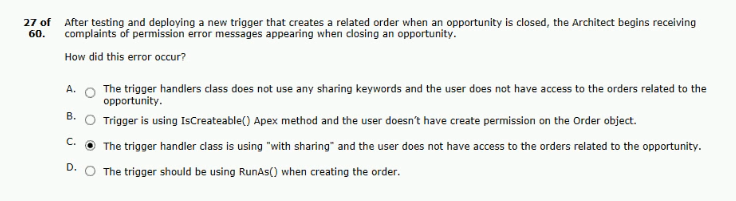 27 of After testing and deploying a new trigger that creates a related order when an opportunity is closed, the Architect begins receiving
60. complaints of permission error messages appearing when closing an opportunity.
How did this error occur?
A. The trigger handlers class does not use any sharing keywords and the user does not have access to the orders related to the
opportunity.
B. Trigger is using IsCreateable() Apex method and the user doesn't have create permission on the Order object.
C. The trigger handler class is using "with sharing" and the user does not have access to the orders related to the opportunity.
D. The trigger should be using RunAs() when creating the order.